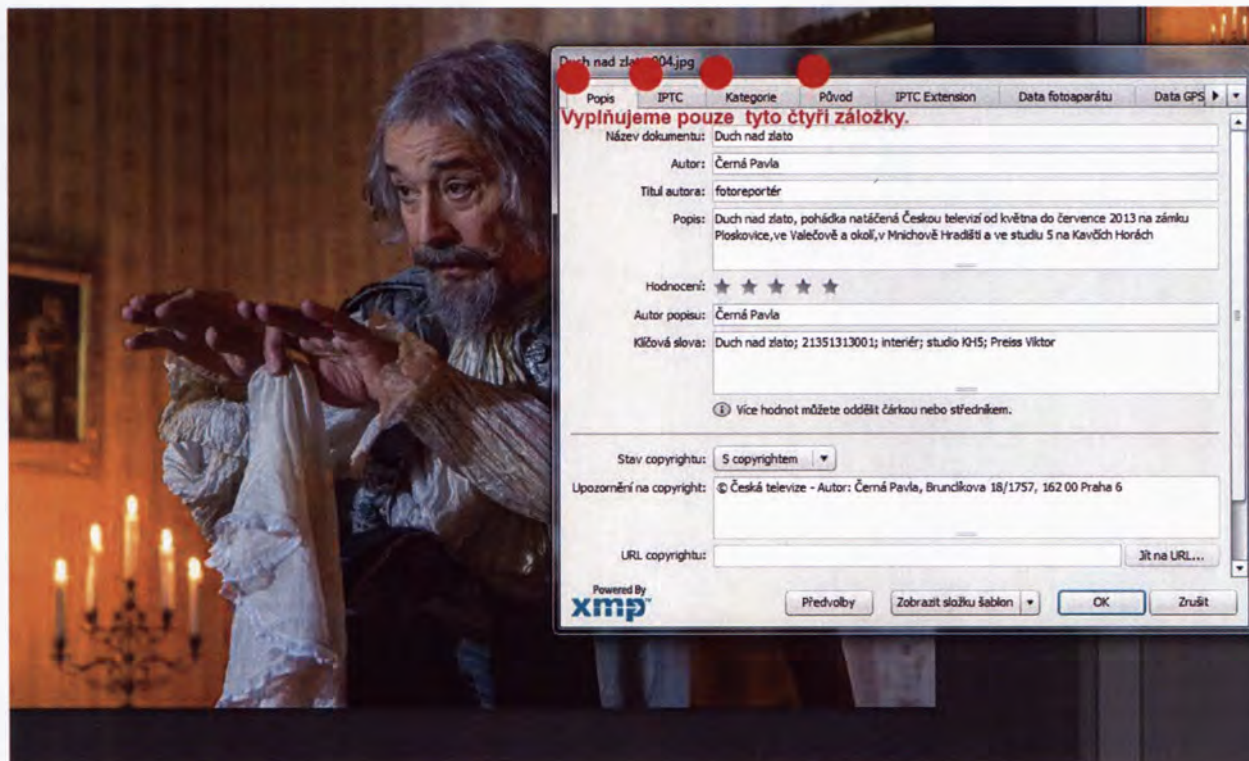 Duch nad zla 04.jpg
Popis IPTC Kategorie Původ IPTC Extension Data fotoaparátu Data GPS
Vyplňujeme pouze tyto čtyři záložky.
Název dokumentu: Duch nad zlato
Autor: Černá Pavla
Titul autora: fotoreportér
Popis: Duch nad zlato, pohádka natáčená Českou televizí od května do července 2013 na zámku
Ploskovice,ve Valečově a okolí,v Mnichově Hradišti a ve studiu 5 na Kavčích Horách
Hodnocení:
Autor popisu: Černá Pavla
Klíčová slova: Duch nad zlato; 21351313001; interiér; studio KH5; Preiss Viktor
Více hodnot můžete oddělit čárkou nebo středníkem.
Stav copyrightu: S copyrightem
Upozornění na copyright: © Česká televize - Autor: Černá Pavla, Brunclíkova 18/1757, 162 00 Praha 6
URL copyrightu: Jít na URL...
Powered By
xmp™
Předvolby Zobrazit složku šablon OK Zrušit